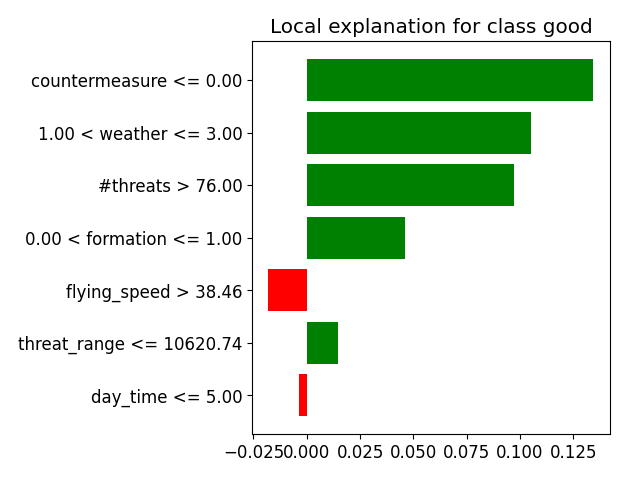 Local explanation for class good
countermeasure <= 0.00
1.00 < weather <= 3.00
#threats > 76.00
0.00 < formation <= 1.00
flying_speed > 38.46
threat_range <= 10620.74
day_time <= 5.00
−0.025 0.000 0.025 0.050 0.075 0.100 0.125